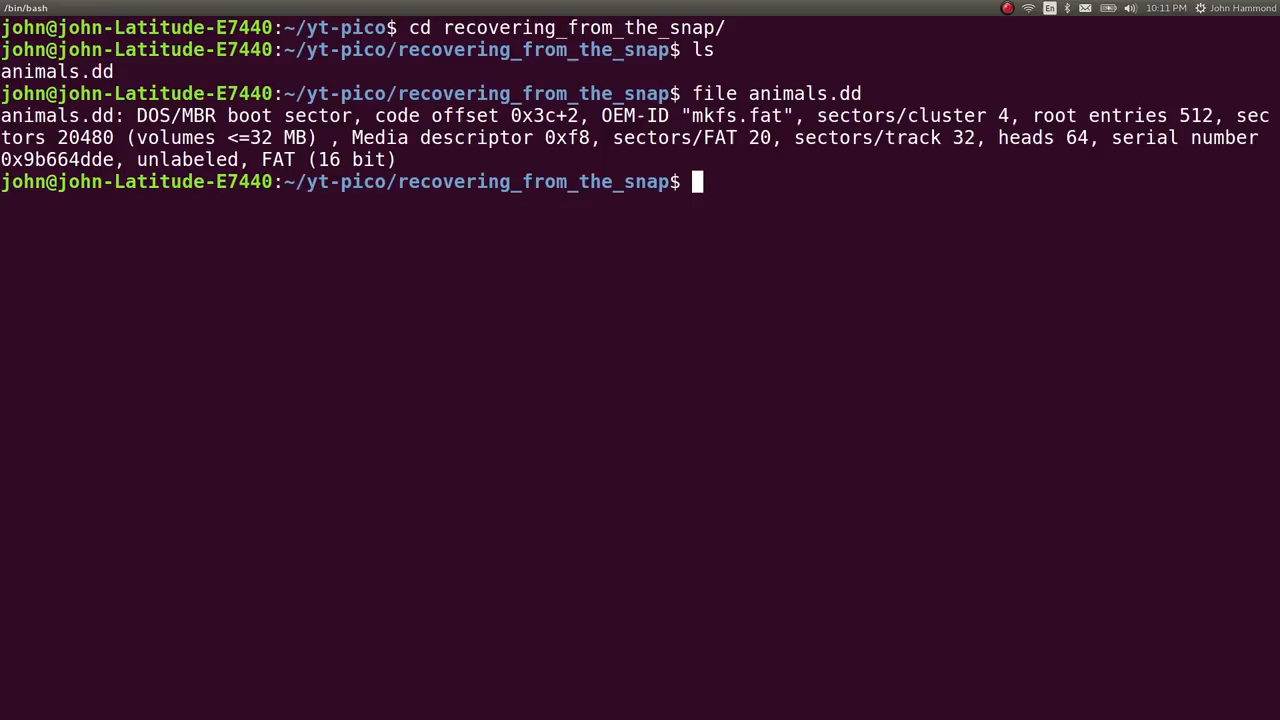 /bin/bash
En
10:11 PM
John Hammond
john@john-Latitude-E7440:~/yt-pico$ cd recovering_from_the_snap/
john@john-Latitude-E7440:~/yt-pico/recovering_from_the_snap$ ls
animals.dd
john@john-Latitude-E7440:~/yt-pico/recovering_from_the_snap$ file animals.dd
animals.dd: DOS/MBR boot sector, code offset 0x3c+2, OEM-ID "mkfs.fat", sectors/cluster 4, root entries 512, sec
tors 20480 (volumes <=32 MB) , Media descriptor 0xf8, sectors/FAT 20, sectors/track 32, heads 64, serial number
0x9b664dde, unlabeled, FAT (16 bit)
john@john-Latitude-E7440:~/yt-pico/recovering_from_the_snap$